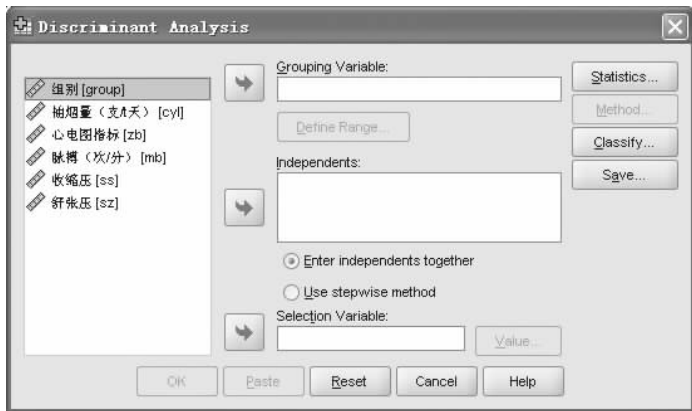 Discriminant Analysis
组别 [group]
抽烟量（支/天） [cyl]
心电图指标 [zb]
脉搏（次/分） [mb]
收缩压 [ss]
舒张压 [sz]
Grouping Variable:
Define Range...
Independents:
Enter independents together
Use stepwise method
Selection Variable:
Value...
Statistics...
Method...
Classify...
Save...
OK
Paste
Reset
Cancel
Help